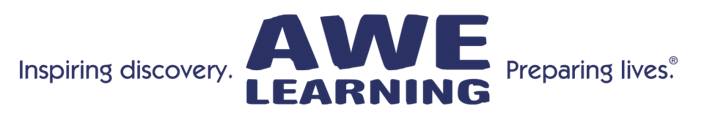 Inspiring discovery.
AWE
LEARNING
Preparing lives.®